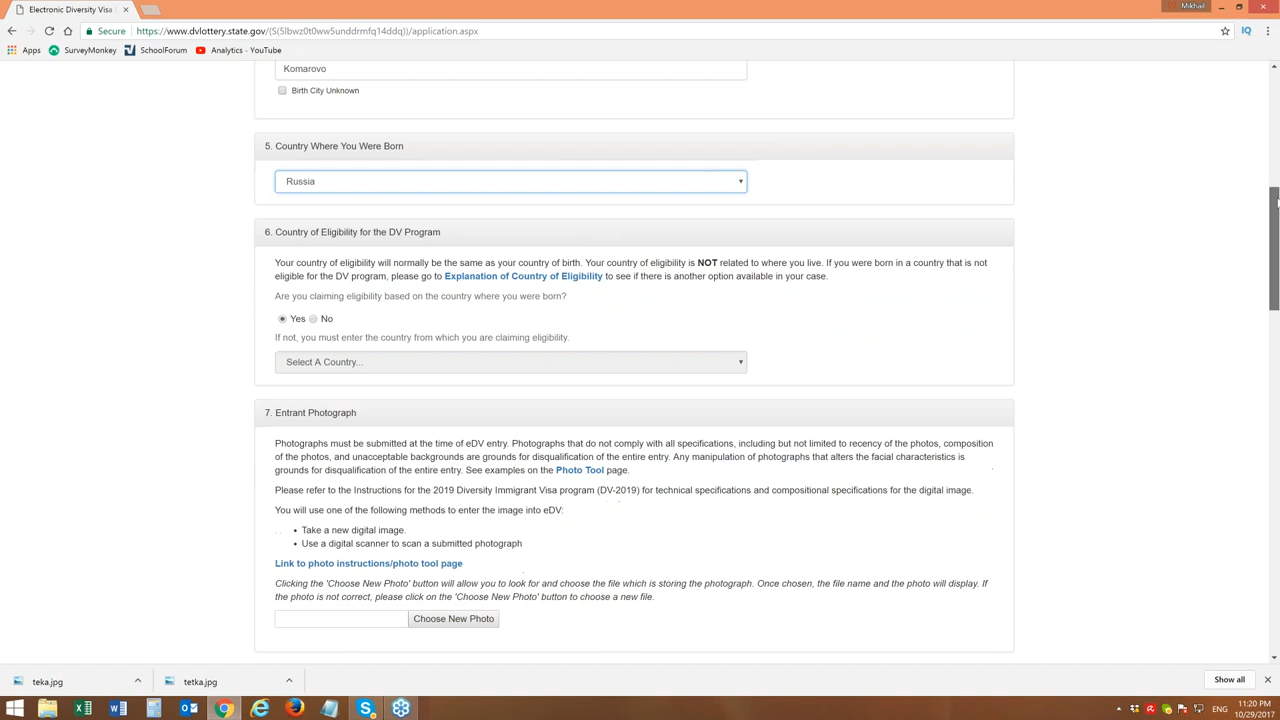 Electronic Diversity Visa
Mikhail
Secure
https://www.dvlottery.state.gov/(S(5lbwz0t0ww5unddrmfq14ddq))/application.aspx
IQ
Apps
SurveyMonkey
SchoolForum
Analytics - YouTube
Komarovo
Birth City Unknown
5. Country Where You Were Born
Russia
6. Country of Eligibility for the DV Program
Your country of eligibility will normally be the same as your country of birth. Your country of eligibility is NOT related to where you live. If you were born in a country that is not
eligible for the DV program, please go to Explanation of Country of Eligibility to see if there is another option available in your case.
Are you claiming eligibility based on the country where you were born?
Yes No
If not, you must enter the country from which you are claiming eligibility.
Select A Country...
7. Entrant Photograph
Photographs must be submitted at the time of eDV entry. Photographs that do not comply with all specifications, including but not limited to recency of the photos, composition
of the photos, and unacceptable backgrounds are grounds for disqualification of the entire entry. Any manipulation of photographs that alters the facial characteristics is
grounds for disqualification of the entire entry. See examples on the Photo Tool page.
Please refer to the Instructions for the 2019 Diversity Immigrant Visa program (DV-2019) for technical specifications and compositional specifications for the digital image.
You will use one of the following methods to enter the image into eDV:
• Take a new digital image.
• Use a digital scanner to scan a submitted photograph
Link to photo instructions/photo tool page
Clicking the 'Choose New Photo' button will allow you to look for and choose the file which is storing the photograph. Once chosen, the file name and the photo will display. If
the photo is not correct, please click on the 'Choose New Photo' button to choose a new file.
Choose New Photo
teka.jpg
tetka.jpg
Show all
ENG
11:20 PM
10/29/2017